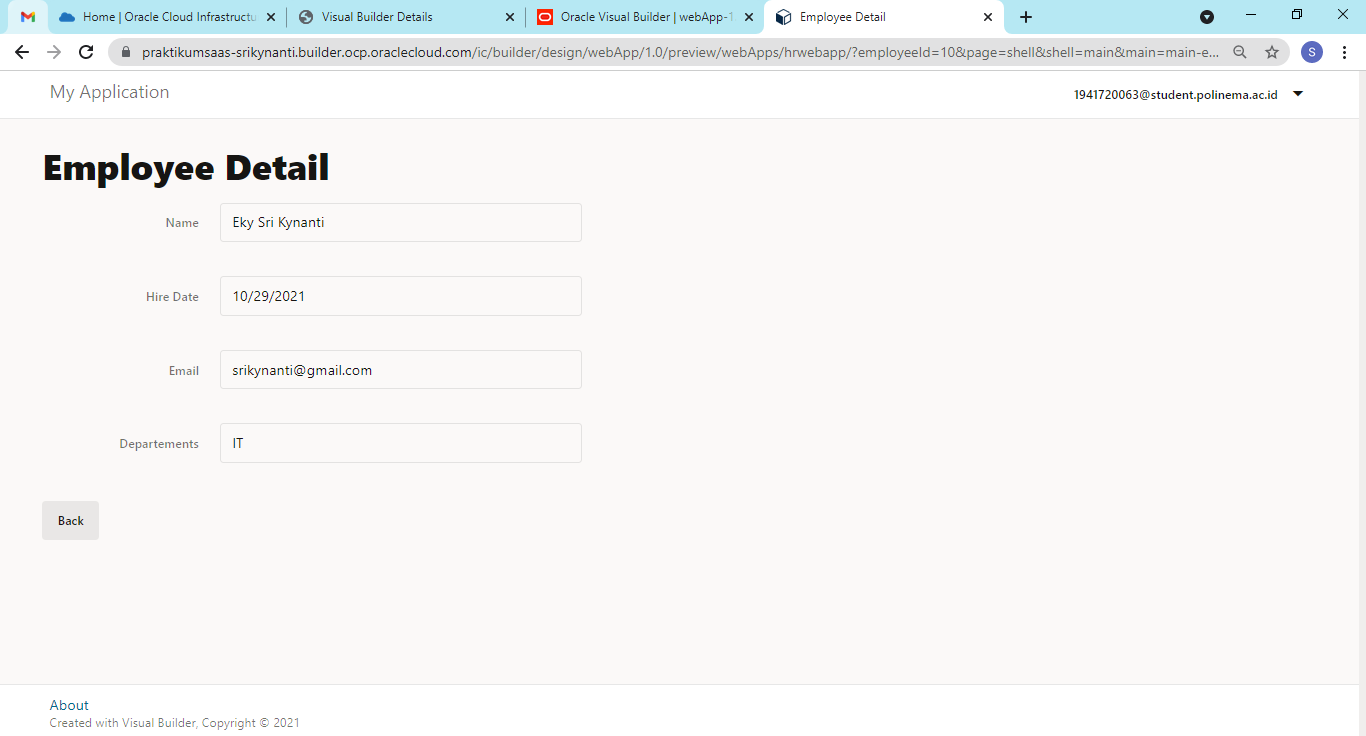 Home | Oracle Cloud Infrastructu
Visual Builder Details
Oracle Visual Builder | webApp-1
Employee Detail
praktikumsaas-srikynanti.builder.ocp.oraclecloud.com/ic/builder/design/webApp/1.0/preview/webApps/hrwebapp/?employeeId=10&page=shell&shell=main&main=main-e...
S
My Application
1941720063@student.polinema.ac.id
Employee Detail
Name
Eky Sri Kynanti
Hire Date
10/29/2021
Email
srikynanti@gmail.com
Departements
IT
Back
About
Created with Visual Builder, Copyright © 2021